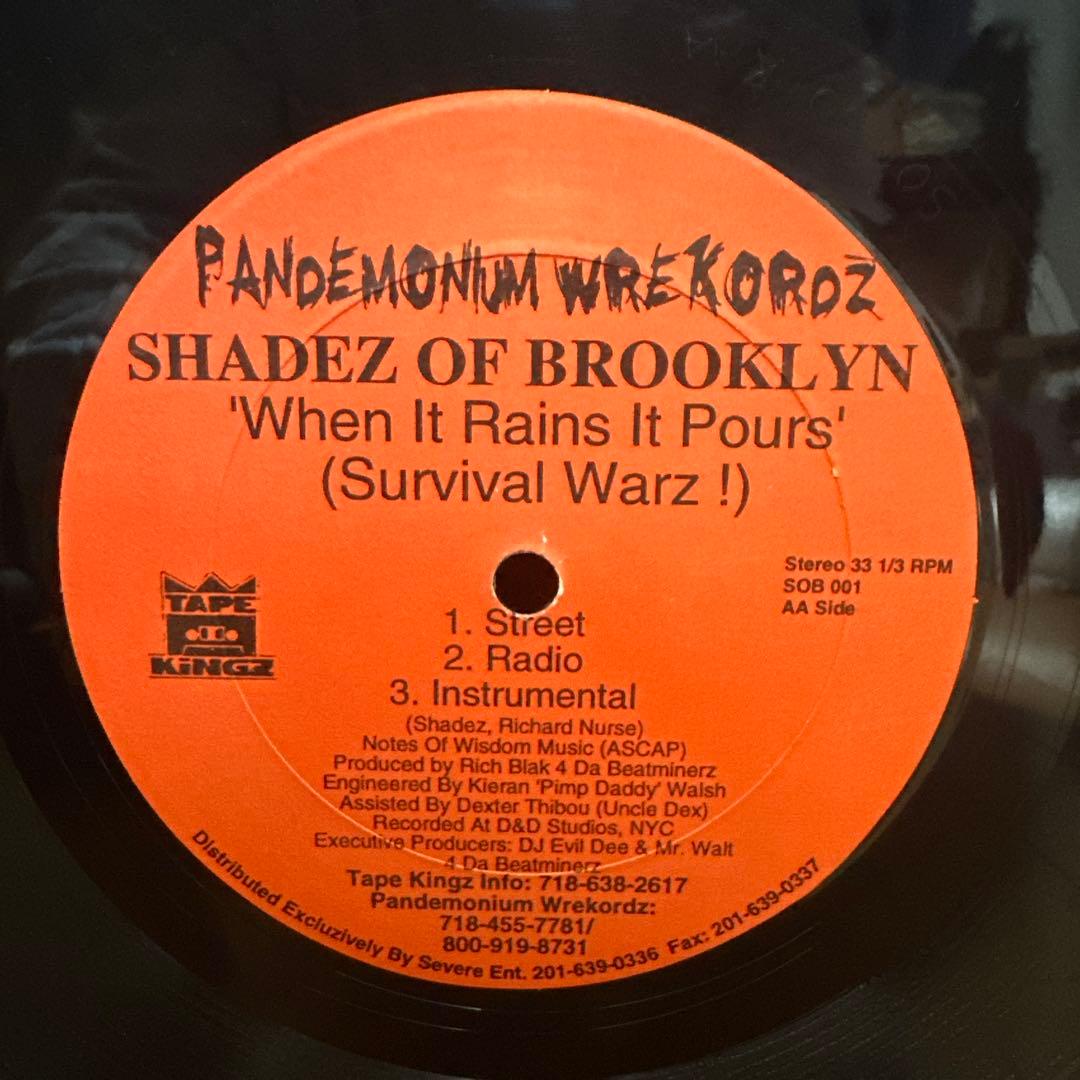 PANDEMONIUM WREKORDZ
SHADEZ OF BROOKLYN
'When It Rains It Pours'
(Survival Warz !)
Stereo 33 1/3 RPM
SOB 001
AA Side
TAPE
KiNGZ
1. Street
2. Radio
3. Instrumental
(Shadez, Richard Nurse)
Notes Of Wisdom Music (ASCAP)
Produced by Rich Blak 4 Da Beatminerz
Engineered By Kieran 'Pimp Daddy' Walsh
Assisted By Dexter Thibou (Uncle Dex)
Recorded At D&D Studios, NYC
Executive Producers: DJ Evil Dee & Mr. Walt
4 Da Beatminerz
Tape Kingz Info: 718-638-2617
Pandemonium Wrekordz:
718-455-7781/
800-919-8731
Distributed Excluzively By Severe Ent. 201-639-0336 Fax: 201-639-0337